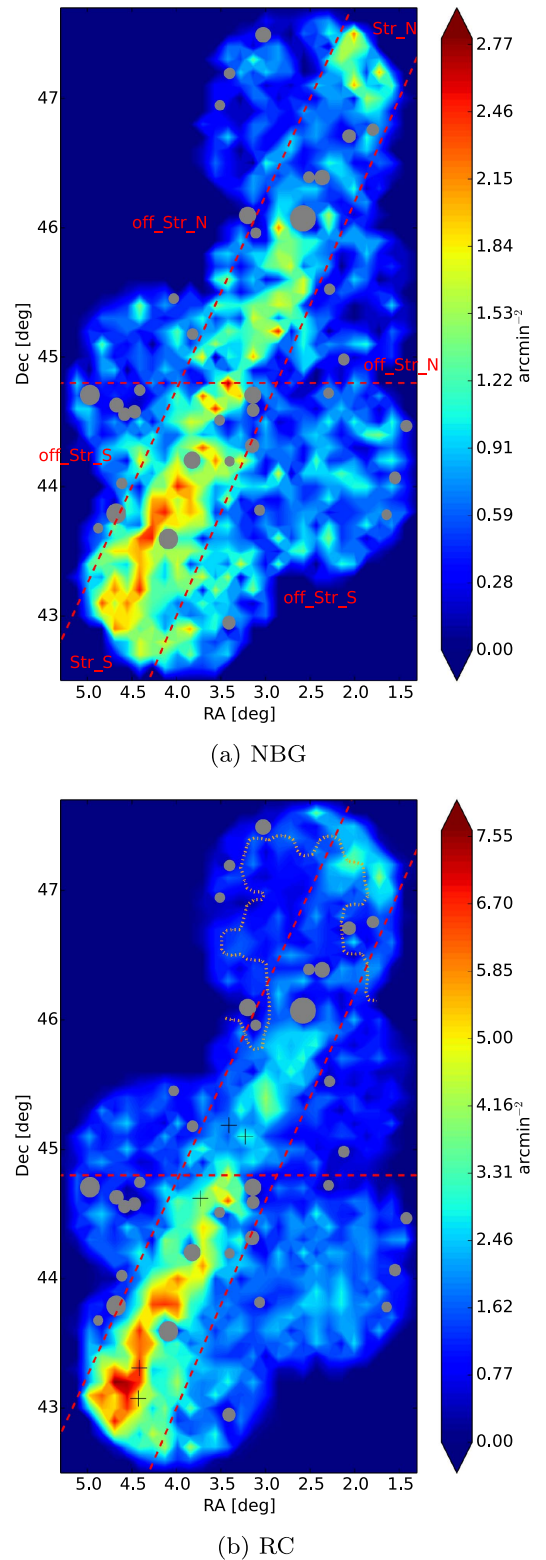 Str_N
off_Str_N
off_Str_N
off_Str_S
off_Str_S
Str_S
47
46
45
44
43
Dec [deg]
5.0 4.5 4.0 3.5 3.0 2.5 2.0 1.5
RA [deg]
2.77
2.46
2.15
1.84
1.53
1.22
0.91
0.59
0.28
0.00
arcmin⁻²
(a) NBG
47
46
45
44
43
Dec [deg]
5.0 4.5 4.0 3.5 3.0 2.5 2.0 1.5
RA [deg]
7.55
6.70
5.85
5.00
4.16
3.31
2.46
1.62
0.77
0.00
arcmin⁻²
(b) RC